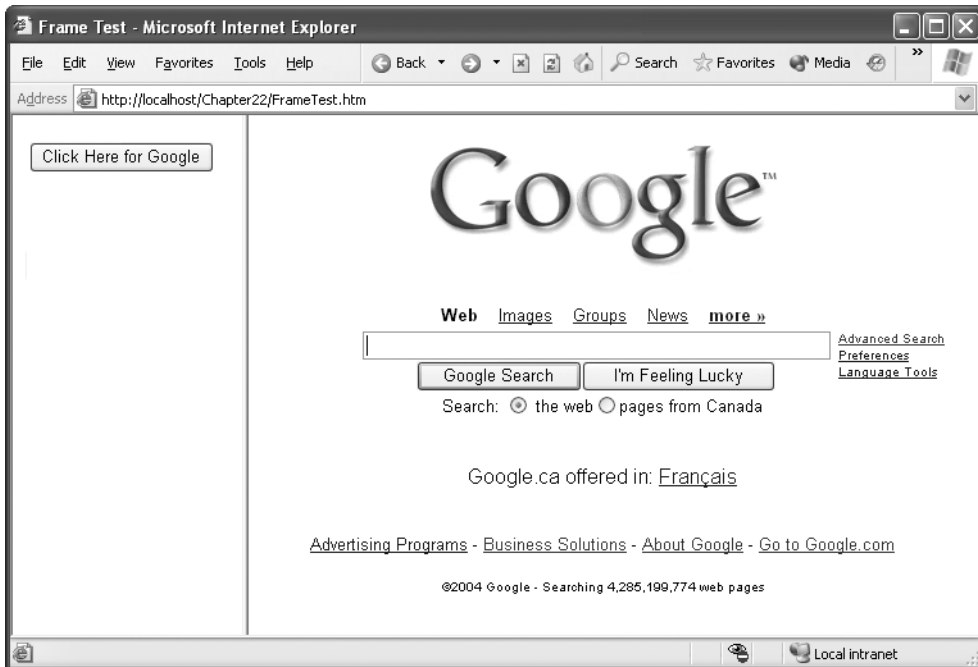 Frame Test - Microsoft Internet Explorer
File Edit View Favorites Tools Help Back Search Favorites Media »
Address http://localhost/Chapter22/FrameTest.htm
Click Here for Google
Google™
Web Images Groups News more »
Advanced Search
Preferences
Language Tools
Google Search I'm Feeling Lucky
Search: the web pages from Canada
Google.ca offered in: Français
Advertising Programs - Business Solutions - About Google - Go to Google.com
©2004 Google - Searching 4,285,199,774 web pages
Local intranet